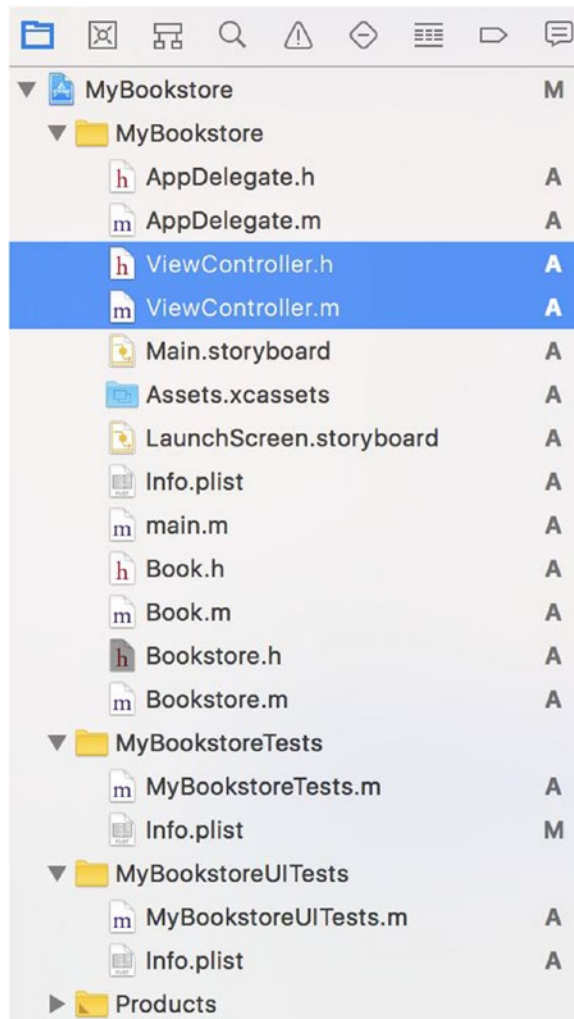 MyBookstore M
MyBookstore
h AppDelegate.h A
m AppDelegate.m A
h ViewController.h A
m ViewController.m A
Main.storyboard A
Assets.xcassets A
LaunchScreen.storyboard A
Info.plist A
m main.m A
h Book.h A
m Book.m A
h Bookstore.h A
m Bookstore.m A
MyBookstoreTests
m MyBookstoreTests.m A
Info.plist M
MyBookstoreUITests
m MyBookstoreUITests.m A
Info.plist A
Products